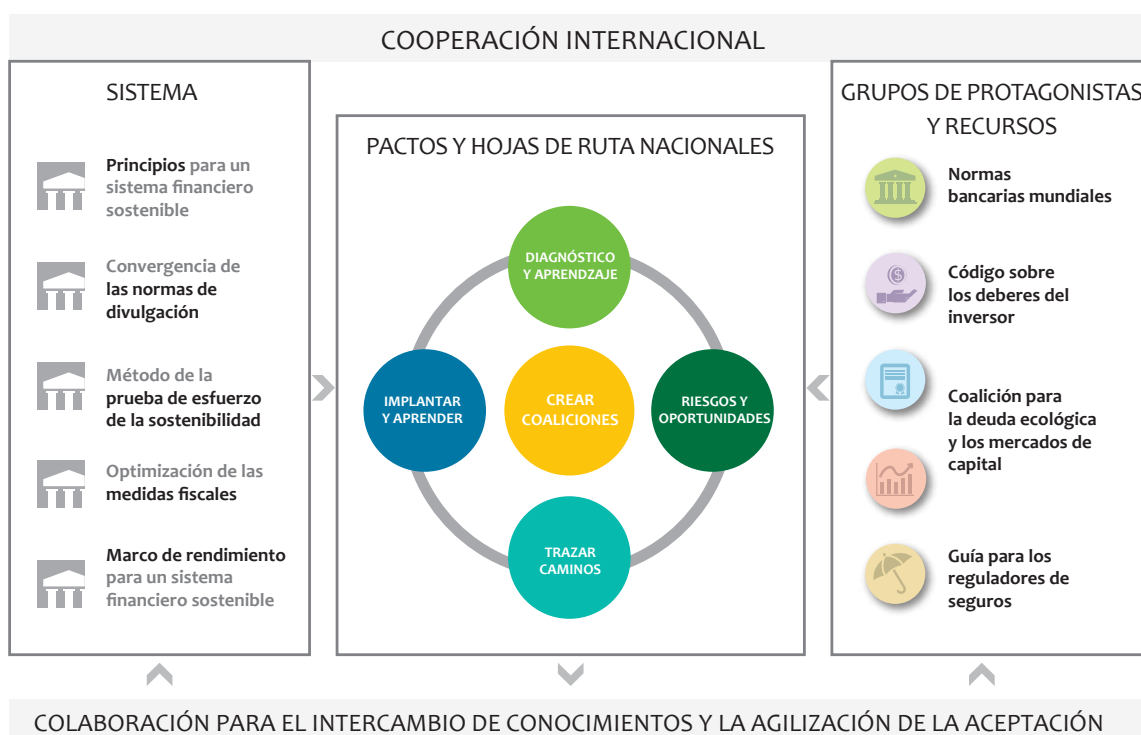 COOPERACIÓN INTERNACIONAL
SISTEMA
Principios para un
sistema financiero
sostenible
Convergencia de
las normas de
divulgación
Método de la
prueba de esfuerzo
de la sostenibilidad
Optimización de las
medidas fiscales
Marco de rendimiento
para un sistema
financiero sostenible
PACTOS Y HOJAS DE RUTA NACIONALES
DIAGNÓSTICO
Y APRENDZAJE
IMPLANTAR
Y APRENDER
CREAR
COALICIONES
RIESGOS Y
OPORTUNIDADES
TRAZAR
CAMINOS
GRUPOS DE PROTAGONISTAS
Y RECURSOS
Normas
bancarias mundiales
$
Código sobre
los deberes del
inversor
Coalición para
la deuda ecológica
y los mercados de
capital
Guía para los
reguladores de
seguros
COLABORACIÓN PARA EL INTERCAMBIO DE CONOCIMIENTOS Y LA AGILIZACIÓN DE LA ACEPTACIÓN